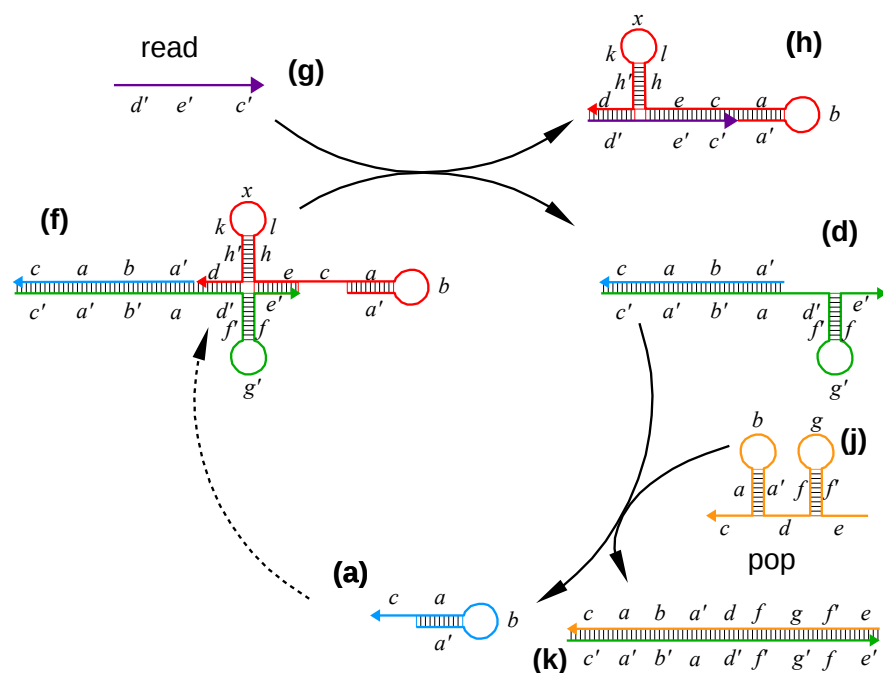 read
(g)
d′ e′ c′
x
k l
h′ h
d e c a
b
d′ e′ c′ a′
(h)
(f)
x
k l
h′ h
c a b a′ d e c a
b
c′ a′ b′ a d′ e′ a′
f′ f
g′
(d)
c a b a′
c′ a′ b′ a d′ e′
f′ f
g′
b g
(j)
a a′ f f′
c d e
pop
(a)
c a
b
a′
c a b a′ d f g f′ e
(k)
c′ a′ b′ a d′ f′ g′ f e′